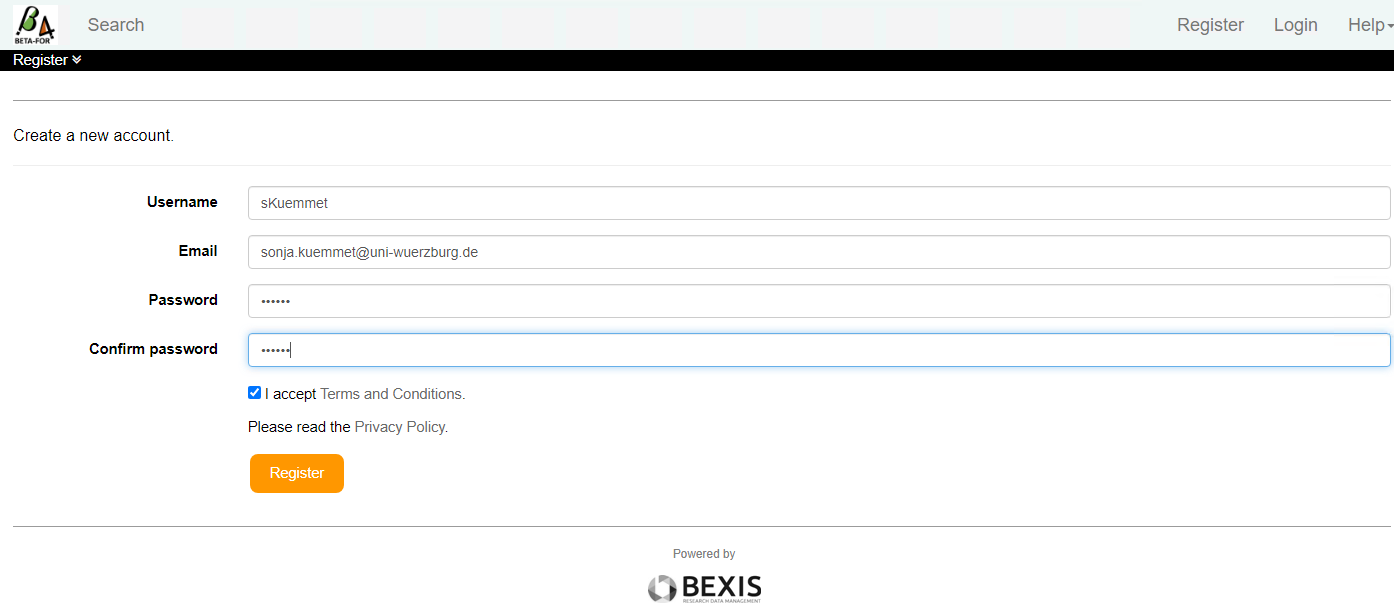 BETA-FOR
Search
Register Login Help
Register
Create a new account.
Username sKuemmet
Email sonja.kuemmet@uni-wuerzburg.de
Password ••••••
Confirm password ••••••
I accept Terms and Conditions.
Please read the Privacy Policy.
Register
Powered by
BEXIS
RESEARCH DATA MANAGEMENT